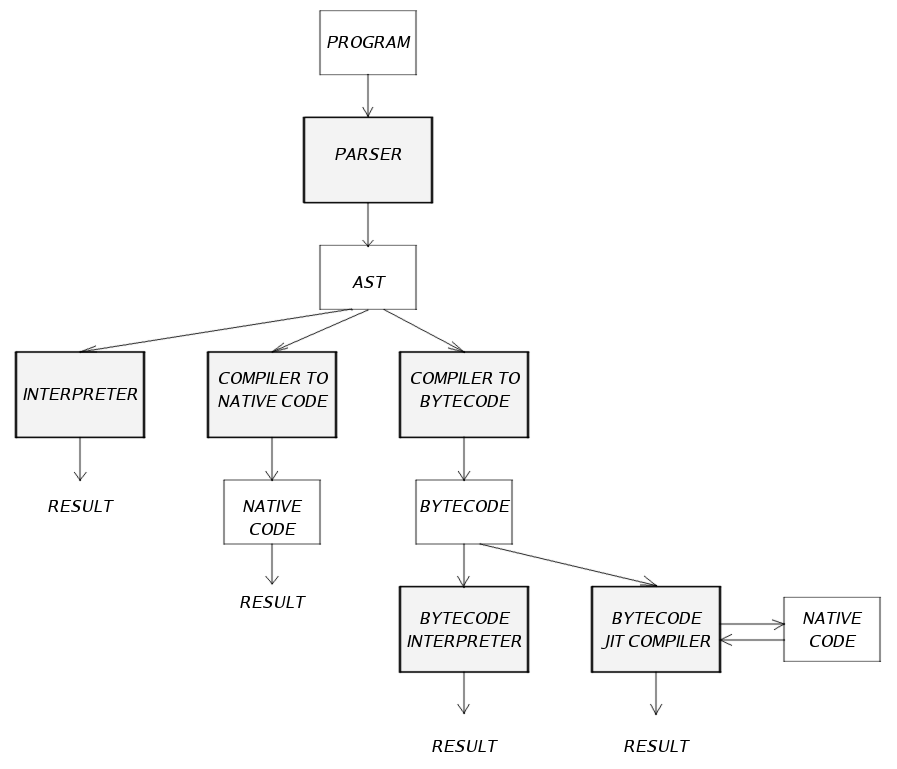 PROGRAM
PARSER
AST
INTERPRETER
COMPILER TO
NATIVE CODE
COMPILER TO
BYTECODE
RESULT
NATIVE
CODE
BYTECODE
RESULT
BYTECODE
INTERPRETER
BYTECODE
JIT COMPILER
NATIVE
CODE
RESULT
RESULT